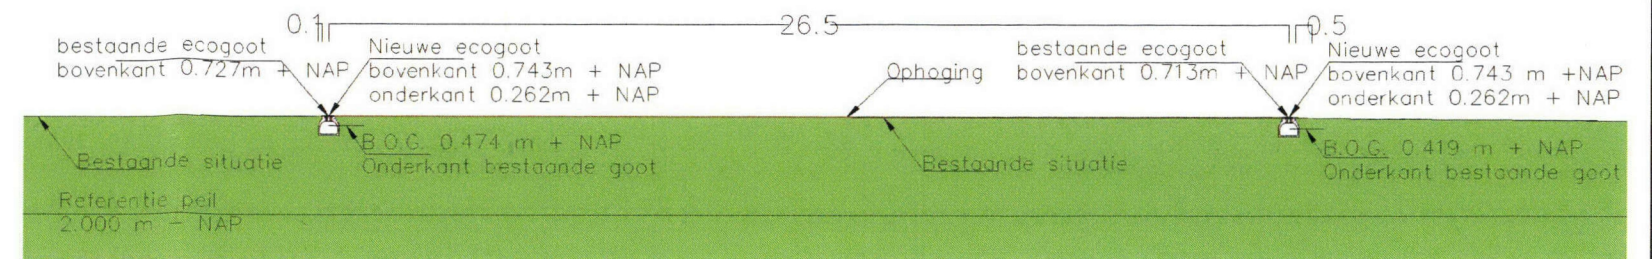 0.1
26.5
0.5
bestaande ecogoot
bovenkant 0.727m + NAP
Nieuwe ecogoot
bovenkant 0.743m + NAP
onderkant 0.262m + NAP
Ophoging
bestaande ecogoot
bovenkant 0.713m + NAP
Nieuwe ecogoot
bovenkant 0.743 m +NAP
onderkant 0.262m + NAP
Bestaande situatie
B.O.G. 0.474 m + NAP
Onderkant bestaande goot
Bestaande situatie
B.O.G. 0.419 m + NAP
Onderkant bestaande goot
Referentie peil
2.000 m - NAP